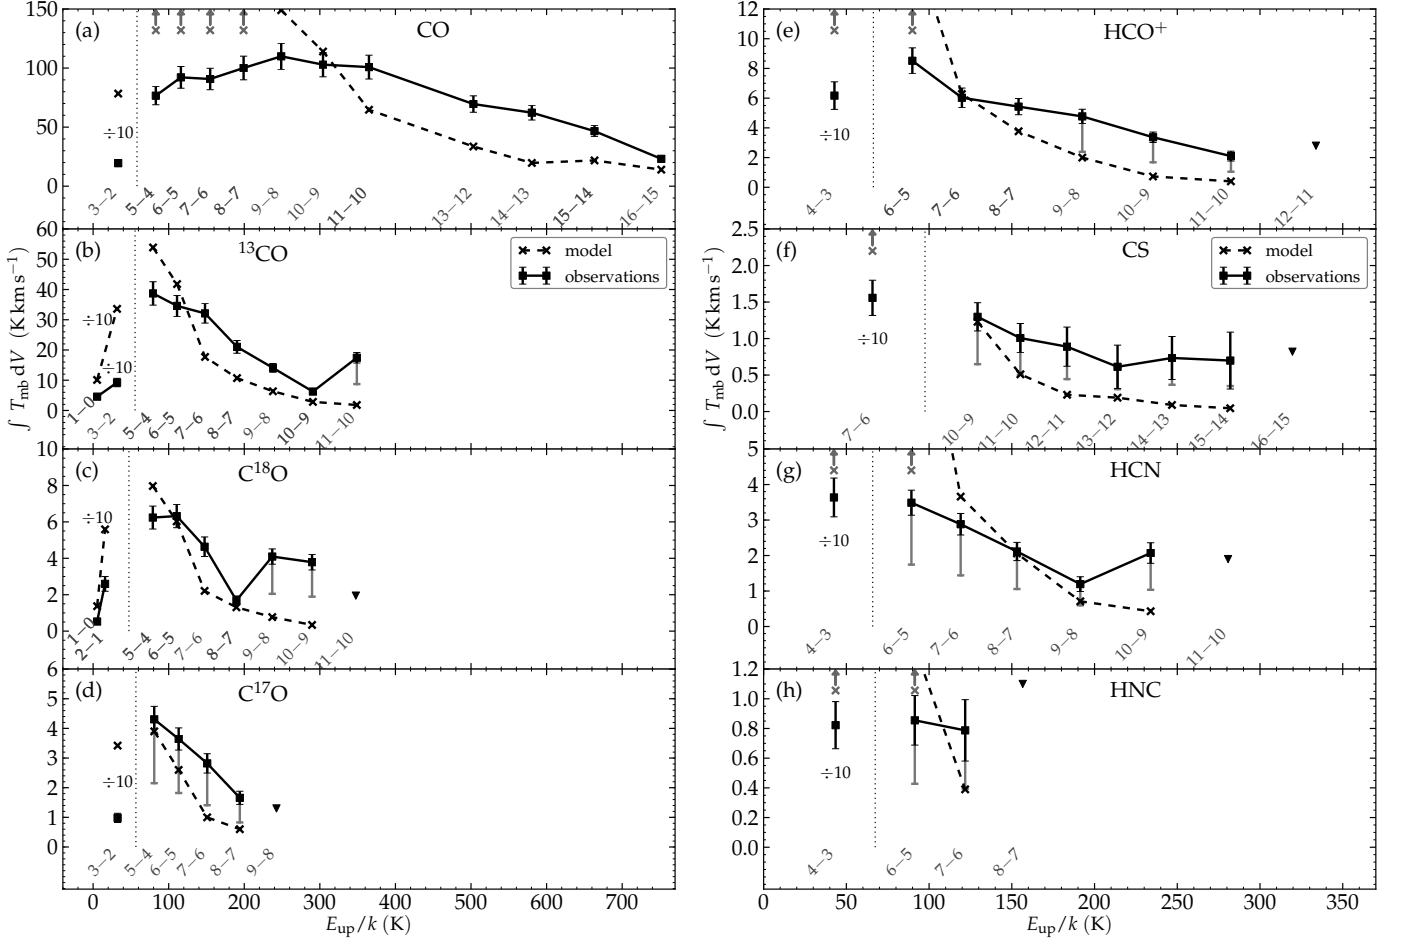 (a) CO
150
100
50
0
÷10
3−2 5−4 6−5 7−6 8−7 9−8 10−9 11−10 13−12 14−13 15−14 16−15
(b) ¹³CO
model
observations
60
50
40
30
20
10
0
÷10
÷10
1−0 3−2 5−4 6−5 7−6 8−7 9−8 10−9 11−10
∫ T_mb dV (K km s⁻¹)
(c) C¹⁸O
10
8
6
4
2
0
÷10
1−0 2−1 5−4 6−5 7−6 8−7 9−8 10−9 11−10
(d) C¹⁷O
6
6
5
4
3
2
1
0
÷10
3−2 5−4 6−5 7−6 8−7 9−8
0 100 200 300 400 500 600 700
E_up/k (K)
(e) HCO⁺
12
10
8
6
4
2
0
÷10
4−3 6−5 7−6 8−7 9−8 10−9 11−10 12−11
(f) CS
model
observations
2.5
2.0
1.5
1.0
0.5
0.0
÷10
7−6 10−9 11−10 12−11 13−12 14−13 15−14 16−15
∫ T_mb dV (K km s⁻¹)
(g) HCN
5
5
4
3
2
1
0
÷10
4−3 6−5 7−6 8−7 9−8 10−9 11−10
(h) HNC
1.2
1.0
0.8
0.6
0.4
0.2
0.0
÷10
4−3 6−5 7−6 8−7
0 50 100 150 200 250 300 350
E_up/k (K)